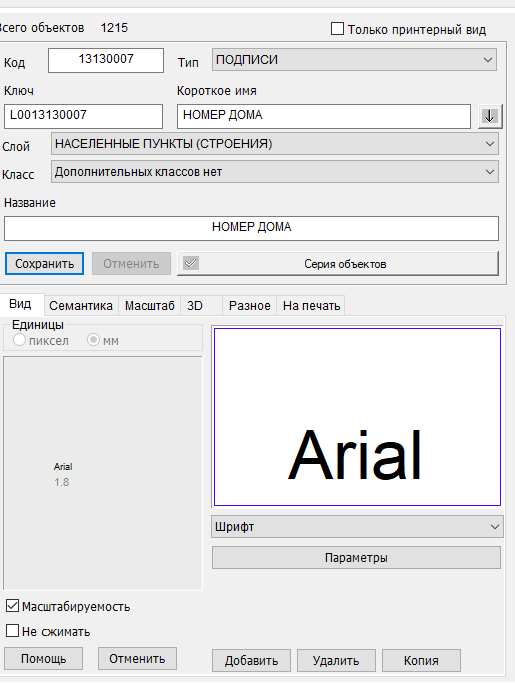 Всего объекты 1215
Только принтерный вид
Код 13130007 Тип ПОДПИСИ
Ключ Короткое имя
L0013130007 НОМЕР ДОМА
Слой НАСЕЛЕННЫЕ ПУНКТЫ (СТРОЕНИЯ)
Класс Дополнительных классов нет
Название
НОМЕР ДОМА
Сохранить Отменить Серия объектов
Вид Семантика Масштаб 3D Разное На печать
Единицы
пиксел мм
Arial
1.8
Arial
Шрифт
Параметры
Масштабируемость
Не сжимать
Помощь Отменить Добавить Удалить Копия